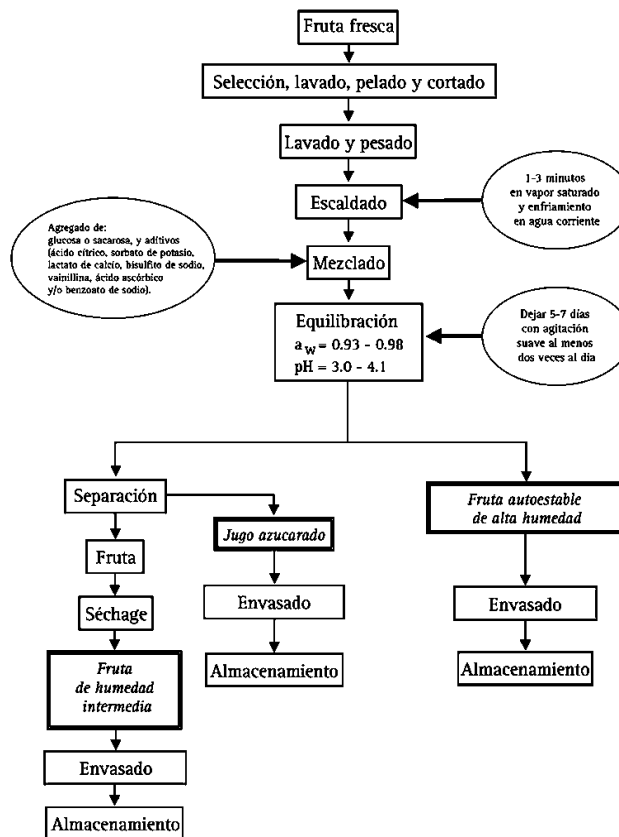 Fruta fresca
Selección, lavado, pelado y cortado
Lavado y pesado
1-3 minutos
en vapor saturado
y enfriamiento
en agua corriente
Escaldado
Agregado de:
glucosa o sacarosa, y aditivos
(ácido cítrico, sorbato de potasio,
lactato de calcio, bisulfito de sodio,
vainillina, ácido ascórbico
y/o benzoato de sodio).
Mezclado
Equilibración
aw = 0.93 - 0.98
pH = 3.0 - 4.1
Dejar 5-7 días
con agitación
suave al menos
dos veces al día
Separación
Fruta
Séchage
Fruta
de humedad
intermedia
Envasado
Almacenamiento
Jugo azucarado
Envasado
Almacenamiento
Fruta autoestable
de alta humedad
Envasado
Almacenamiento